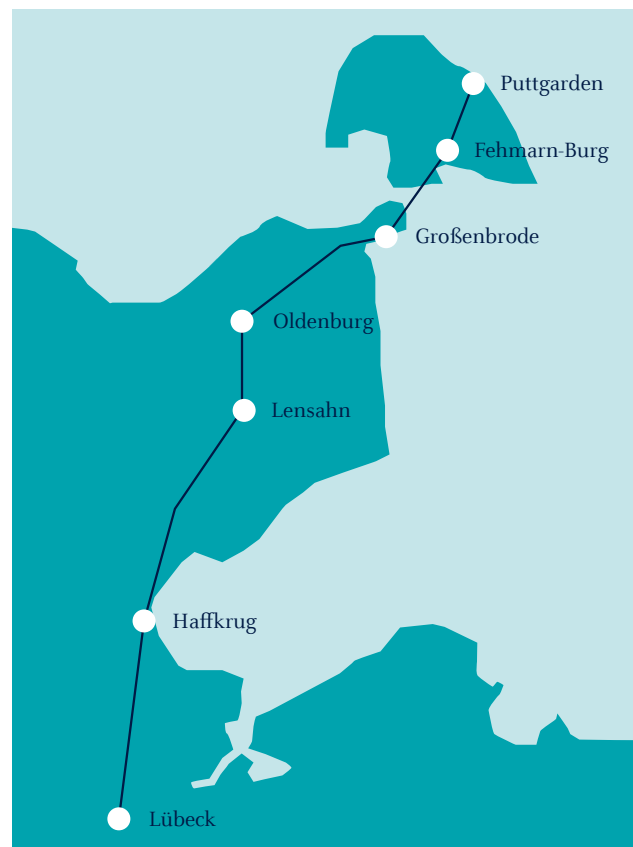 Puttgarden
Fehmarn-Burg
Großenbrode
Oldenburg
Lensahn
Haffkrug
Lübeck